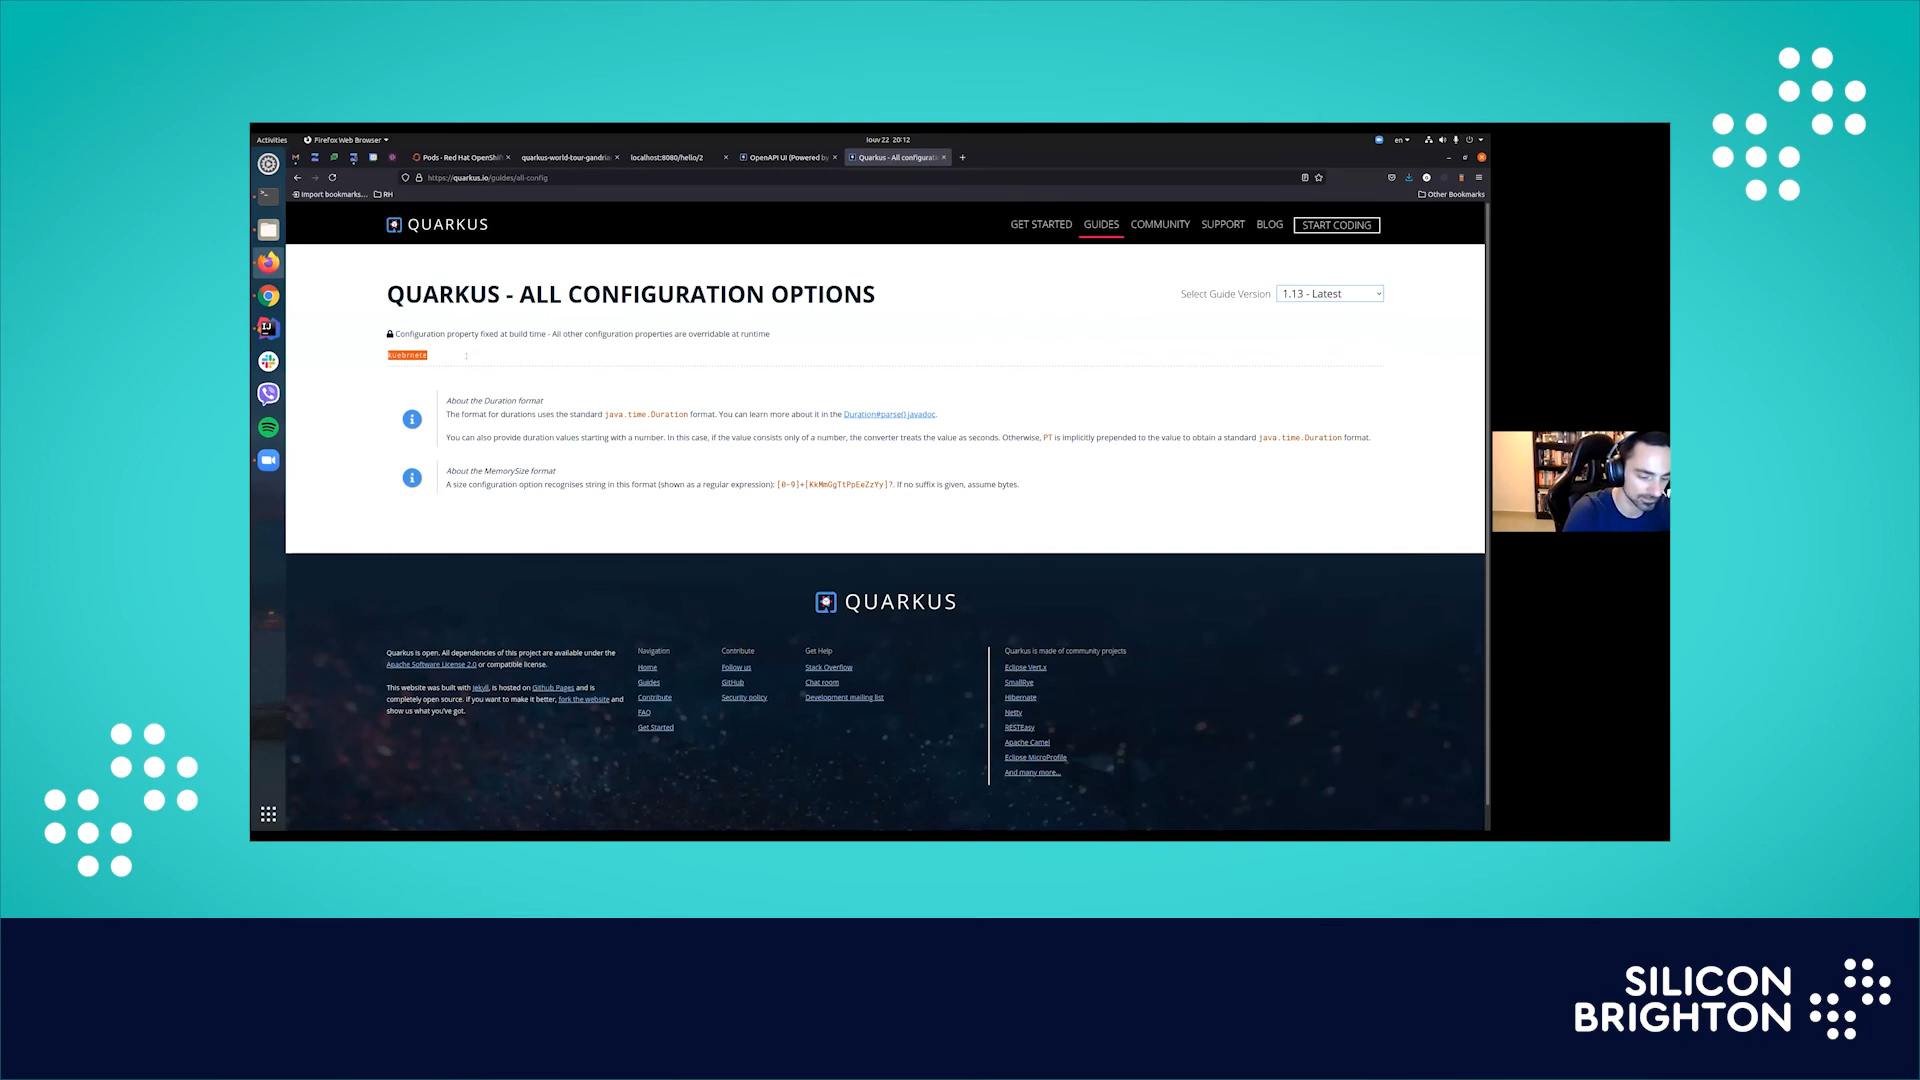 Activities
Firefox Web Browser
Ιουν 22 20:12
en
Pods - Red Hat OpenShift
quarkus-world-tour-gandria
localhost:8080/hello/2
OpenAPI UI (Powered by
Quarkus - All configurati
https://quarkus.io/guides/all-config
Import bookmarks...
RH
Other Bookmarks
QUARKUS
GET STARTED
GUIDES
COMMUNITY
SUPPORT
BLOG
START CODING
QUARKUS - ALL CONFIGURATION OPTIONS
Select Guide Version
1.13 - Latest
Configuration property fixed at build time - All other configuration properties are overridable at runtime
kuebrnete
About the Duration format
The format for durations uses the standard java.time.Duration format. You can learn more about it in the Duration#parse() javadoc.
You can also provide duration values starting with a number. In this case, if the value consists only of a number, the converter treats the value as seconds. Otherwise, PT is implicitly prepended to the value to obtain a standard java.time.Duration format.
About the MemorySize format
A size configuration option recognises string in this format (shown as a regular expression): [0-9]+[KkMmGgTtPpEeZzYy]?. If no suffix is given, assume bytes.
QUARKUS
Quarkus is open. All dependencies of this project are available under the
Apache Software License 2.0 or compatible license.
This website was built with Jekyll, is hosted on Github Pages and is
completely open source. If you want to make it better, fork the website and
show us what you've got.
Navigation
Home
Guides
Contribute
FAQ
Get Started
Contribute
Follow us
GitHub
Security policy
Get Help
Stack Overflow
Chat room
Development mailing list
Quarkus is made of community projects
Eclipse Vert.x
SmallRye
Hibernate
Netty
RESTEasy
Apache Camel
Eclipse MicroProfile
And many more...
SILICON
BRIGHTON